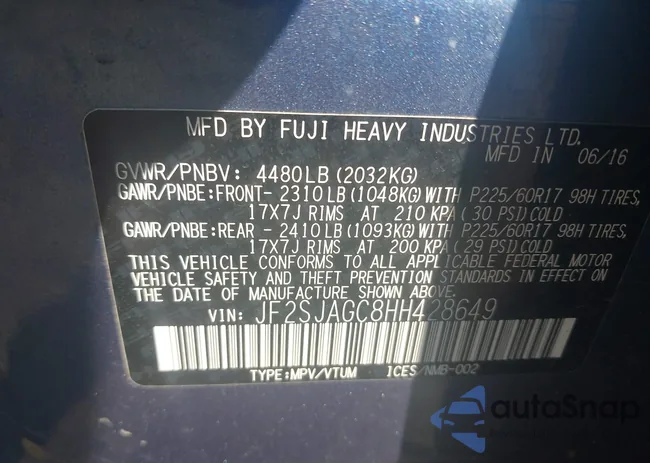 MFD BY FUJI HEAVY INDUSTRIES LTD.
MFD IN 06/16
GVWR/PNBV: 4480LB (2032KG)
GAWR/PNBE:FRONT- 2310LB (1048KG) WITH P225/60R17 98H TIRES,
17X7J RIMS AT 210 KPA ( 30 PSI) COLD
GAWR/PNBE:REAR - 2410LB (1093KG) WITH P225/60R17 98H TIRES,
17X7J RIMS AT 200 KPA ( 29 PSI) COLD
THIS VEHICLE CONFORMS TO ALL APPLICABLE FEDERAL MOTOR
VEHICLE SAFETY AND THEFT PREVENTION STANDARDS IN EFFECT ON
THE DATE OF MANUFACTURE SHOWN ABOVE.
VIN: JF2SJAGC8HH428649
TYPE:MPV/VTUM ICES/NMB-002
autoSnap